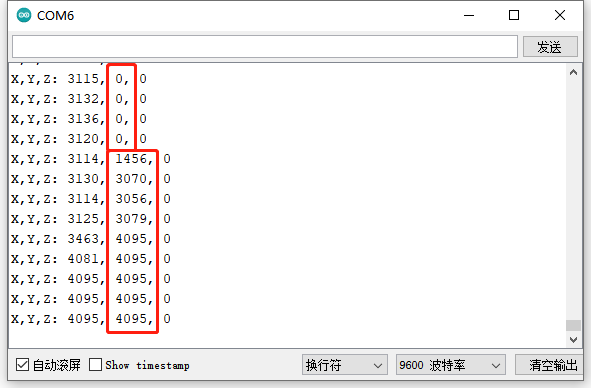 COM6
发送
X,Y,Z: 3115, 0, 0
X,Y,Z: 3132, 0, 0
X,Y,Z: 3136, 0, 0
X,Y,Z: 3120, 0, 0
X,Y,Z: 3114, 1456, 0
X,Y,Z: 3130, 3070, 0
X,Y,Z: 3114, 3056, 0
X,Y,Z: 3125, 3079, 0
X,Y,Z: 3463, 4095, 0
X,Y,Z: 4081, 4095, 0
X,Y,Z: 4095, 4095, 0
X,Y,Z: 4095, 4095, 0
X,Y,Z: 4095, 4095, 0
自动滚屏 Show timestamp 换行符 9600 波特率 清空输出